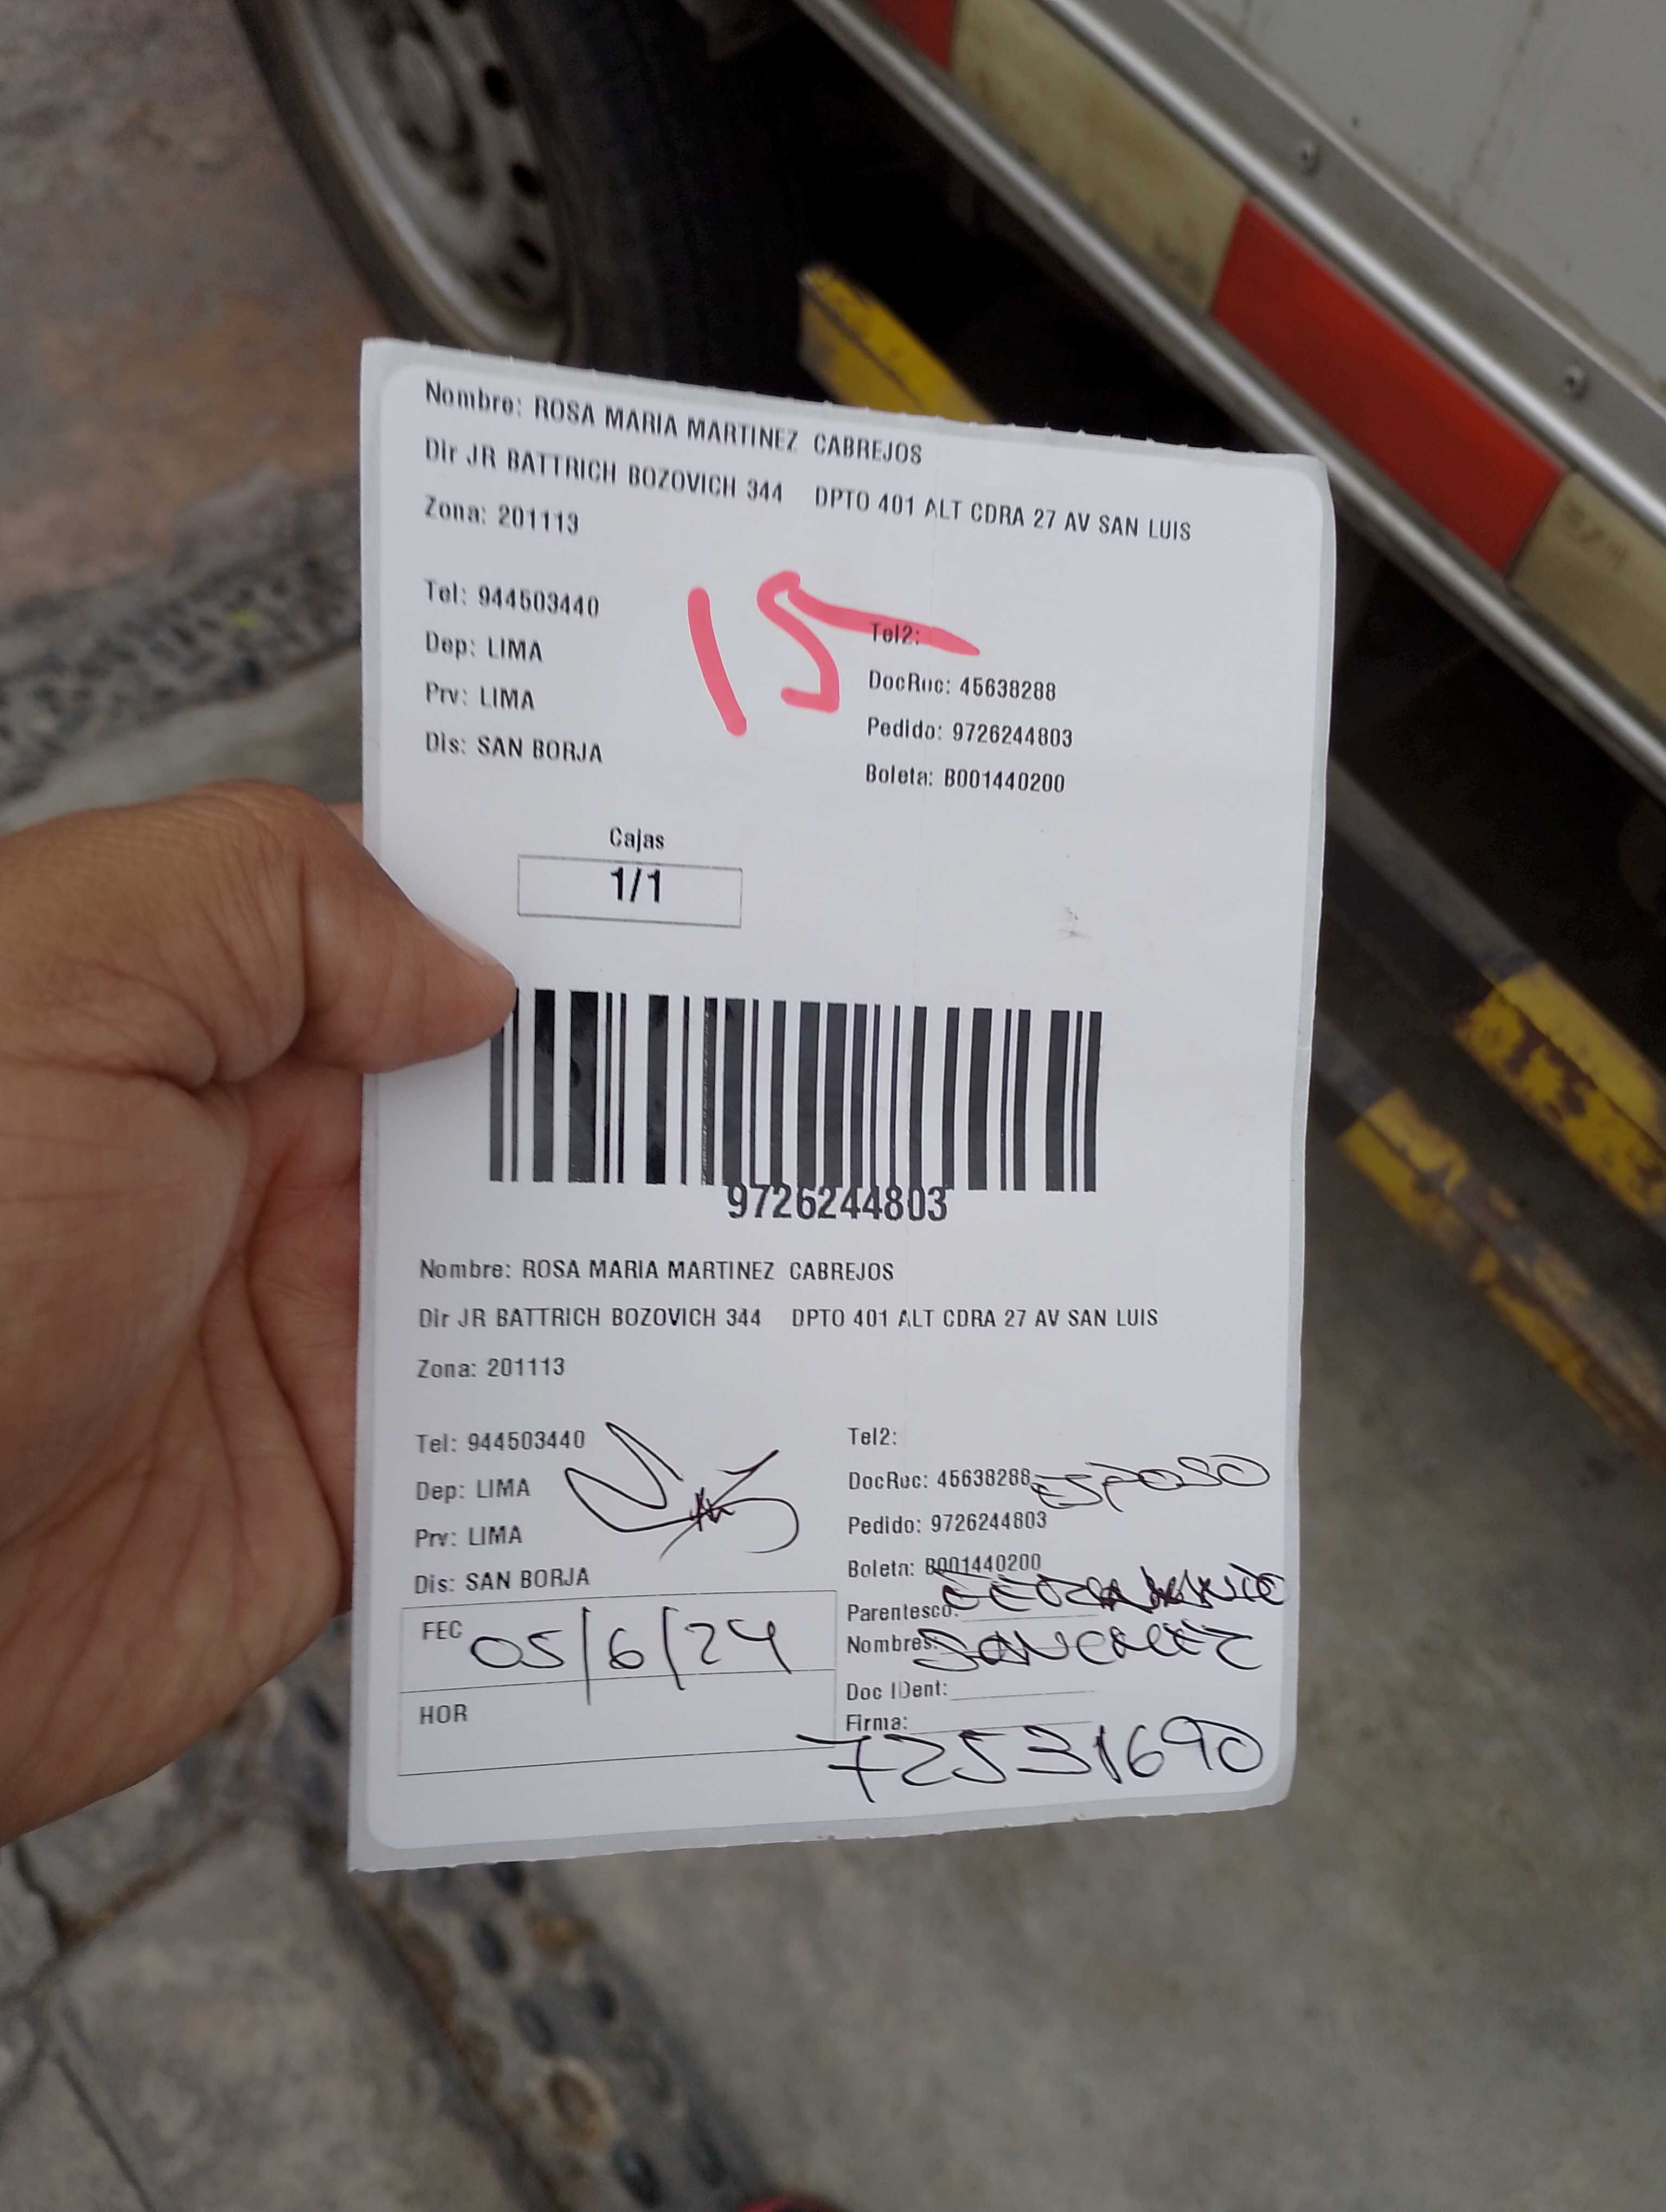 Nombre: ROSA MARIA MARTINEZ CABREJOS
Dir JR BATTRICH BOZOVICH 344 DPTO 401 ALT CDRA 27 AV SAN LUIS
Zona: 201113
15
Tel: 944503440 Tel2:
Dep: LIMA DocRuc: 45638288
Prv: LIMA Pedido: 9726244803
Dis: SAN BORJA Boleta: B001440200
Cajas
1/1
9726244803
Nombre: ROSA MARIA MARTINEZ CABREJOS
Dir JR BATTRICH BOZOVICH 344 DPTO 401 ALT CDRA 27 AV SAN LUIS
Zona: 201113
Tel: 944503440 Tel2:
Dep: LIMA DocRuc: 45638288 ESPOSO
Prv: LIMA Pedido: 9726244803
Dis: SAN BORJA Boleta: B001440200
Parentesco:
FEC 05/6/24 Nombres: SANCHEZ
Doc IDent:
HOR Firma:
72531690